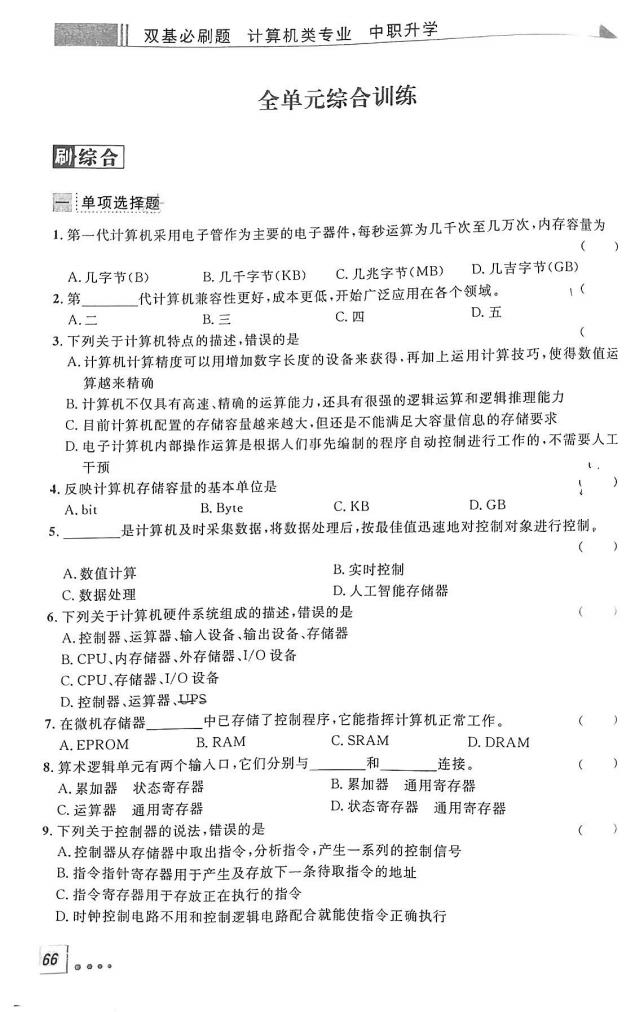 双基必刷题 计算机类专业 中职升学
全单元综合训练
刷综合
一 单项选择题
1. 第一代计算机采用电子管作为主要的电子器件,每秒运算为几千次至几万次,内存容量为
( )
A. 几字节(B) B. 几千字节(KB) C. 几兆字节(MB) D. 几吉字节(GB)
2. 第________代计算机兼容性更好,成本更低,开始广泛应用在各个领域。 (
A. 二 B. 三 C. 四 D. 五
3. 下列关于计算机特点的描述,错误的是 (
A. 计算机计算精度可以用增加数字长度的设备来获得,再加上运用计算技巧,使得数值运
算越来精确
B. 计算机不仅具有高速、精确的运算能力,还具有很强的逻辑运算和逻辑推理能力
C. 目前计算机配置的存储容量越来越大,但还是不能满足大容量信息的存储要求
D. 电子计算机内部操作运算是根据人们事先编制的程序自动控制进行工作的,不需要人工
干预
4. 反映计算机存储容量的基本单位是 ( )
A. bit B. Byte C. KB D. GB
5. ________是计算机及时采集数据,将数据处理后,按最佳值迅速地对控制对象进行控制。
( )
A. 数值计算 B. 实时控制
C. 数据处理 D. 人工智能存储器
6. 下列关于计算机硬件系统组成的描述,错误的是 ( )
A. 控制器、运算器、输入设备、输出设备、存储器
B. CPU、内存储器、外存储器、I/O 设备
C. CPU、存储器、I/O 设备
D. 控制器、运算器、UPS
7. 在微机存储器________中已存储了控制程序,它能指挥计算机正常工作。 ( )
A. EPROM B. RAM C. SRAM D. DRAM
8. 算术逻辑单元有两个输入口,它们分别与________和________连接。 ( )
A. 累加器 状态寄存器 B. 累加器 通用寄存器
C. 运算器 通用寄存器 D. 状态寄存器 通用寄存器
9. 下列关于控制器的说法,错误的是 ( )
A. 控制器从存储器中取出指令,分析指令,产生一系列的控制信号
B. 指令指针寄存器用于产生及存放下一条待取指令的地址
C. 指令寄存器用于存放正在执行的指令
D. 时钟控制电路不用和控制逻辑电路配合就能使指令正确执行
66